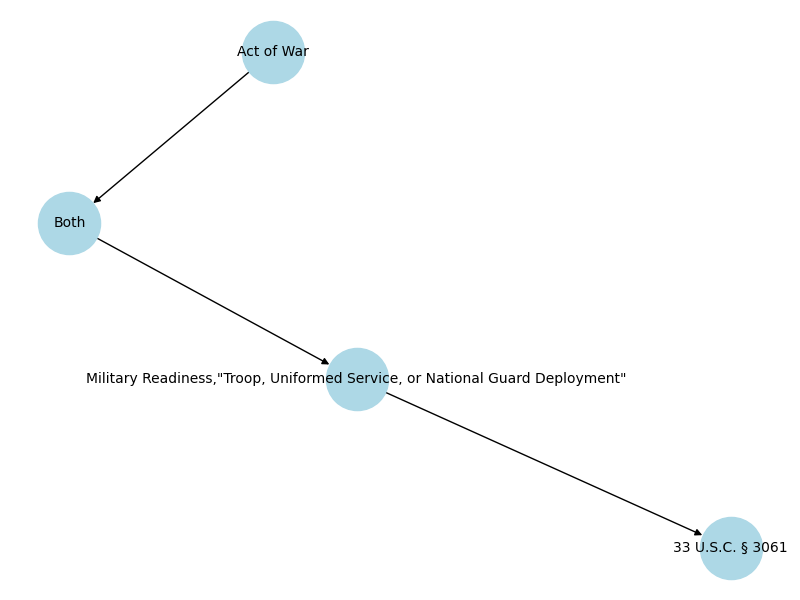 Act of War
Both
Military Readiness,"Troop, Uniformed Service, or National Guard Deployment"
33 U.S.C. § 3061